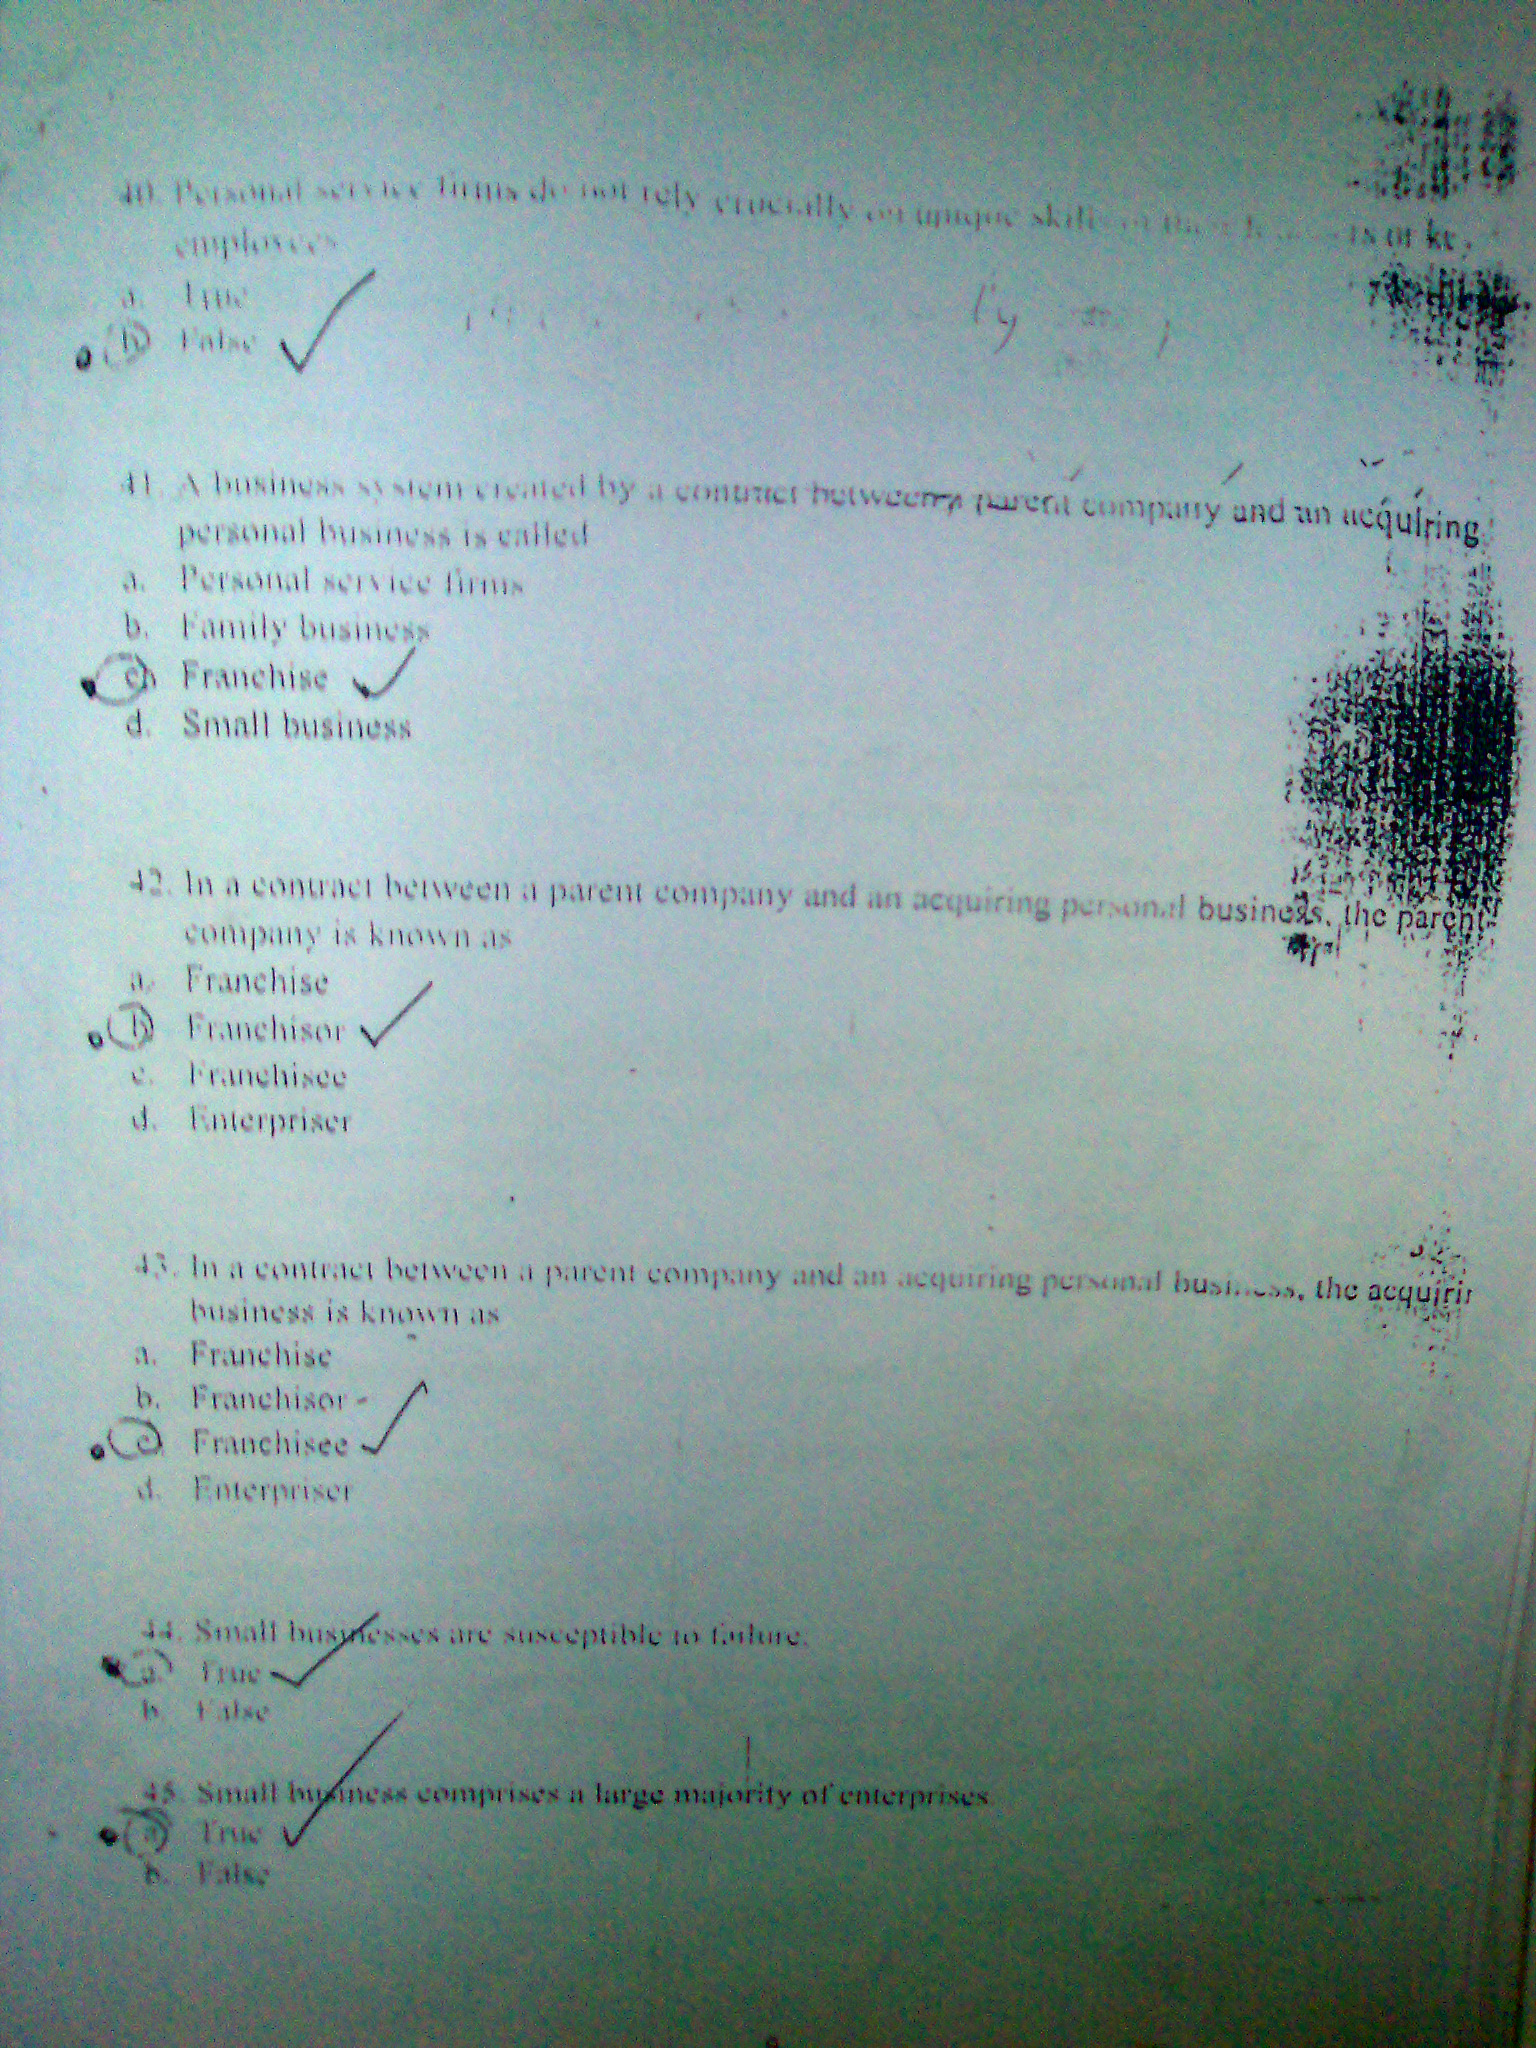 40. Personal service firms do not rely crucially on unique skills
employees
a. True
b. False
41. A business system created by a contract between a parent company and an acquiring
personal business is called
a. Personal service firms
b. Family business
c. Franchise
d. Small business
42. In a contract between a parent company and an acquiring personal business, the parent
company is known as
a. Franchise
b. Franchisor
c. Franchisee
d. Enterpriser
43. In a contract between a parent company and an acquiring personal business, the
business is known as
a. Franchise
b. Franchisor
c. Franchisee
d. Enterpriser
44. Small businesses are susceptible to failure.
a. True
b. False
45. Small business comprises a large majority of enterprises
a. True
b. False